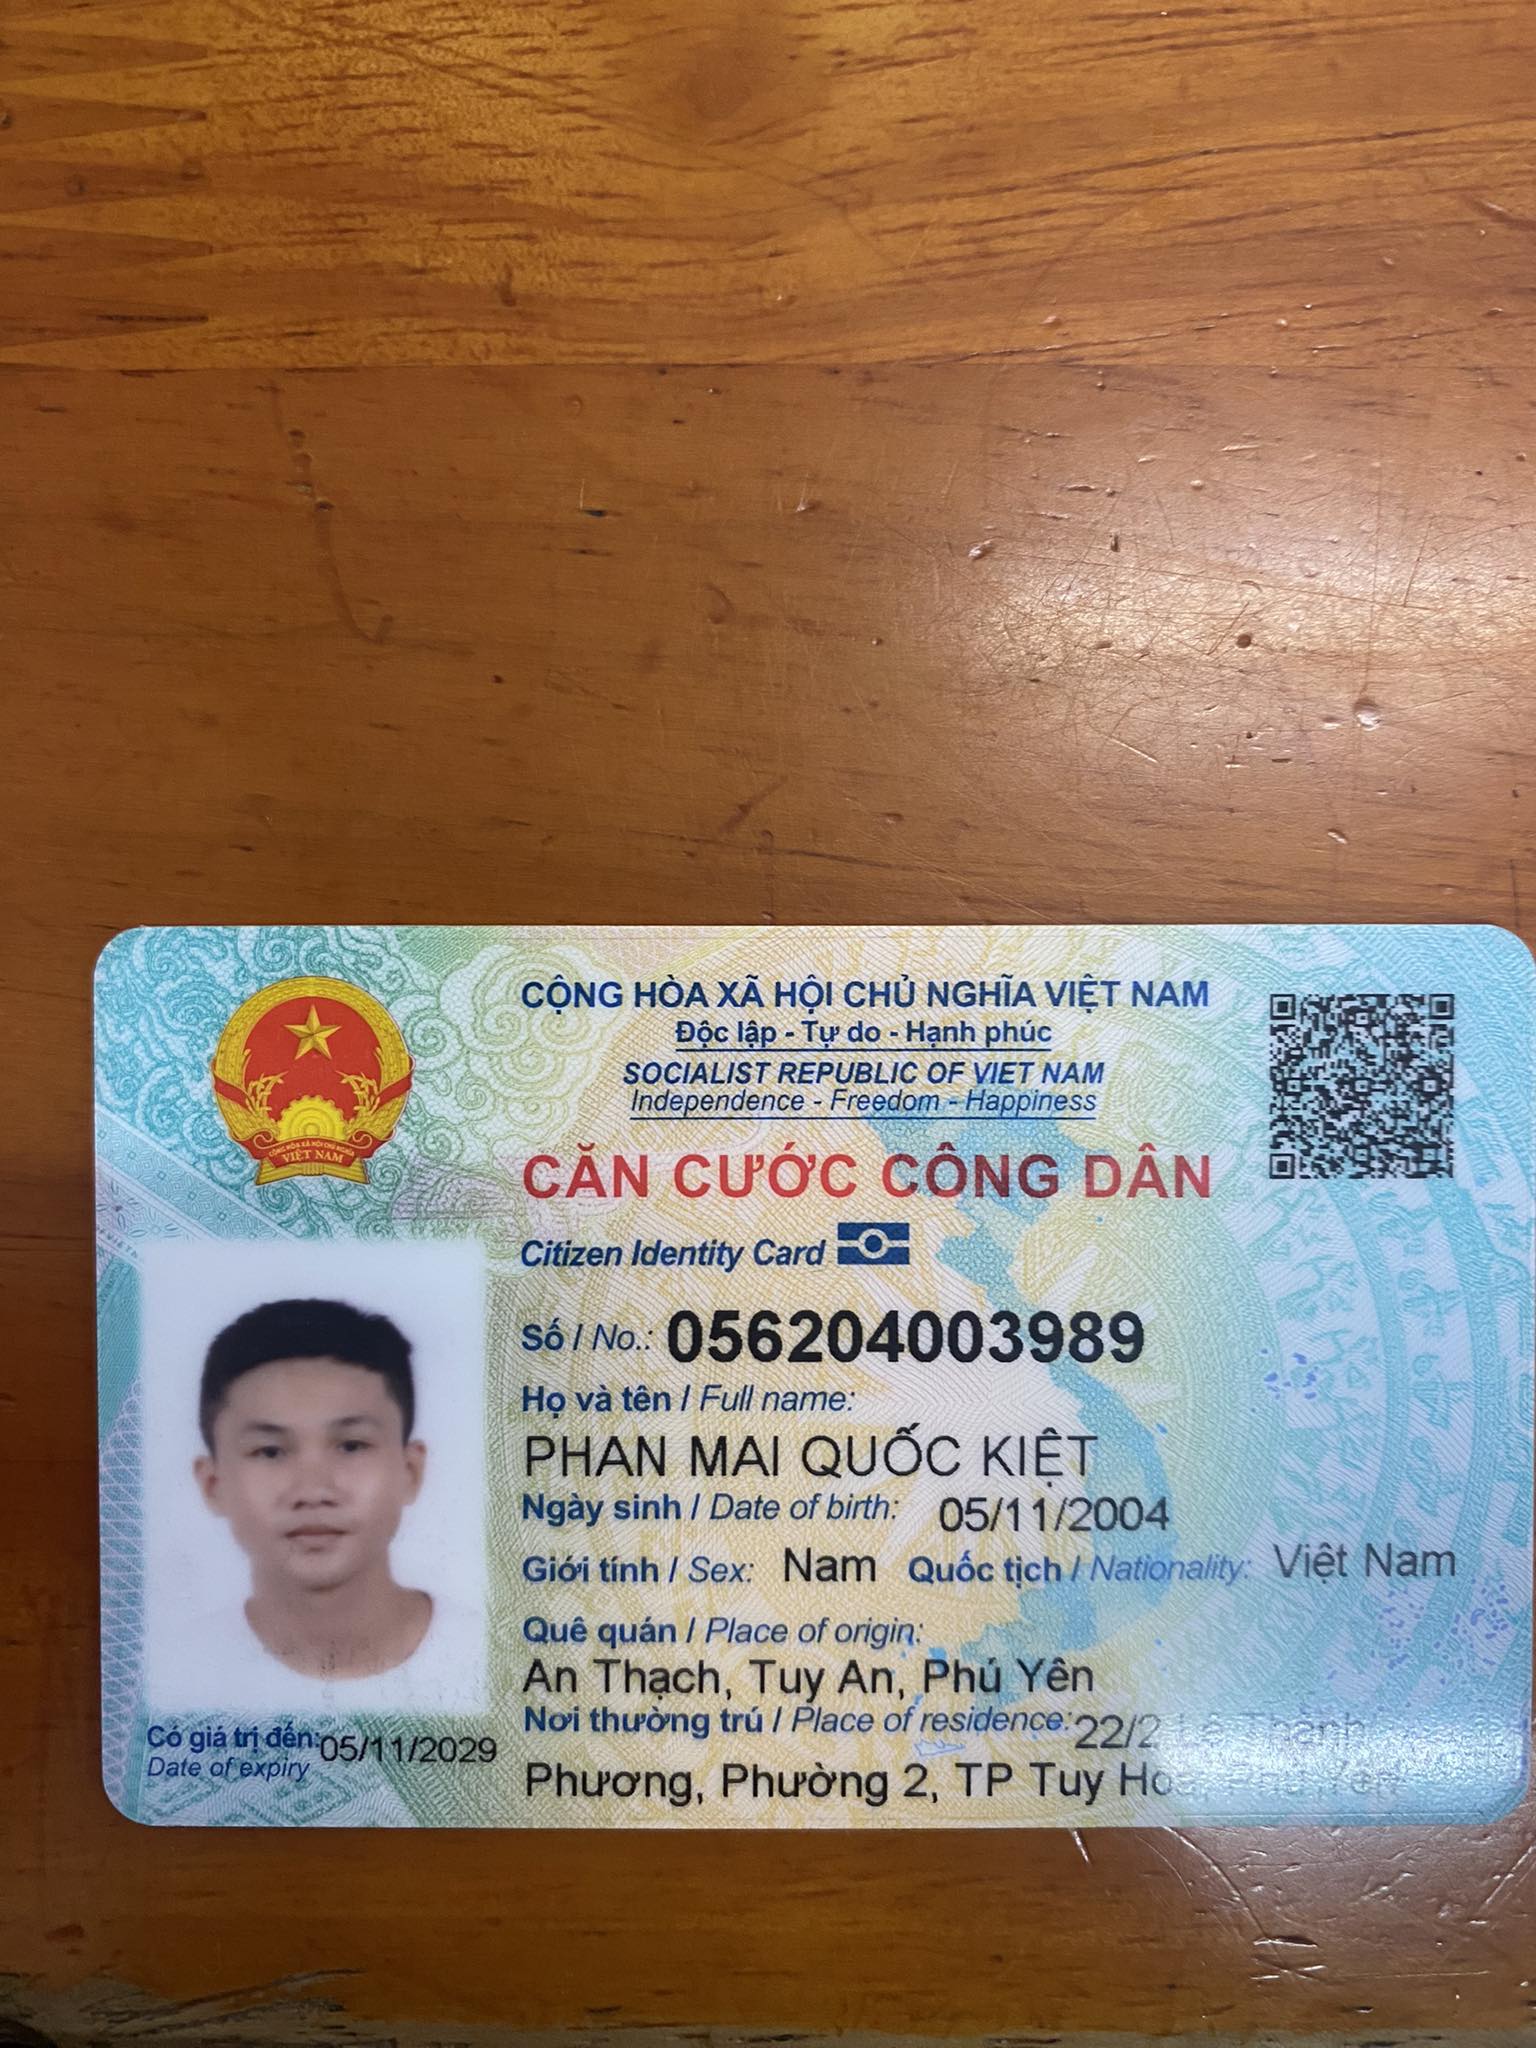 CỘNG HÒA XÃ HỘI CHỦ NGHĨA VIỆT NAM
Độc lập - Tự do - Hạnh phúc
SOCIALIST REPUBLIC OF VIET NAM
Independence - Freedom - Happiness
CĂN CƯỚC CÔNG DÂN
Citizen Identity Card
CỘNG HÒA XÃ HỘI CHỦ NGHĨA
VIỆT NAM
Số / No.: 056204003989
Họ và tên / Full name:
PHAN MAI QUỐC KIỆT
Ngày sinh / Date of birth: 05/11/2004
Giới tính / Sex: Nam Quốc tịch / Nationality: Việt Nam
Quê quán / Place of origin:
An Thạch, Tuy An, Phú Yên
Nơi thường trú / Place of residence: Thành
Phương, Phường 2, TP Tuy Hoà, Phú Yên
Có giá trị đến: 05/11/2029
Date of expiry